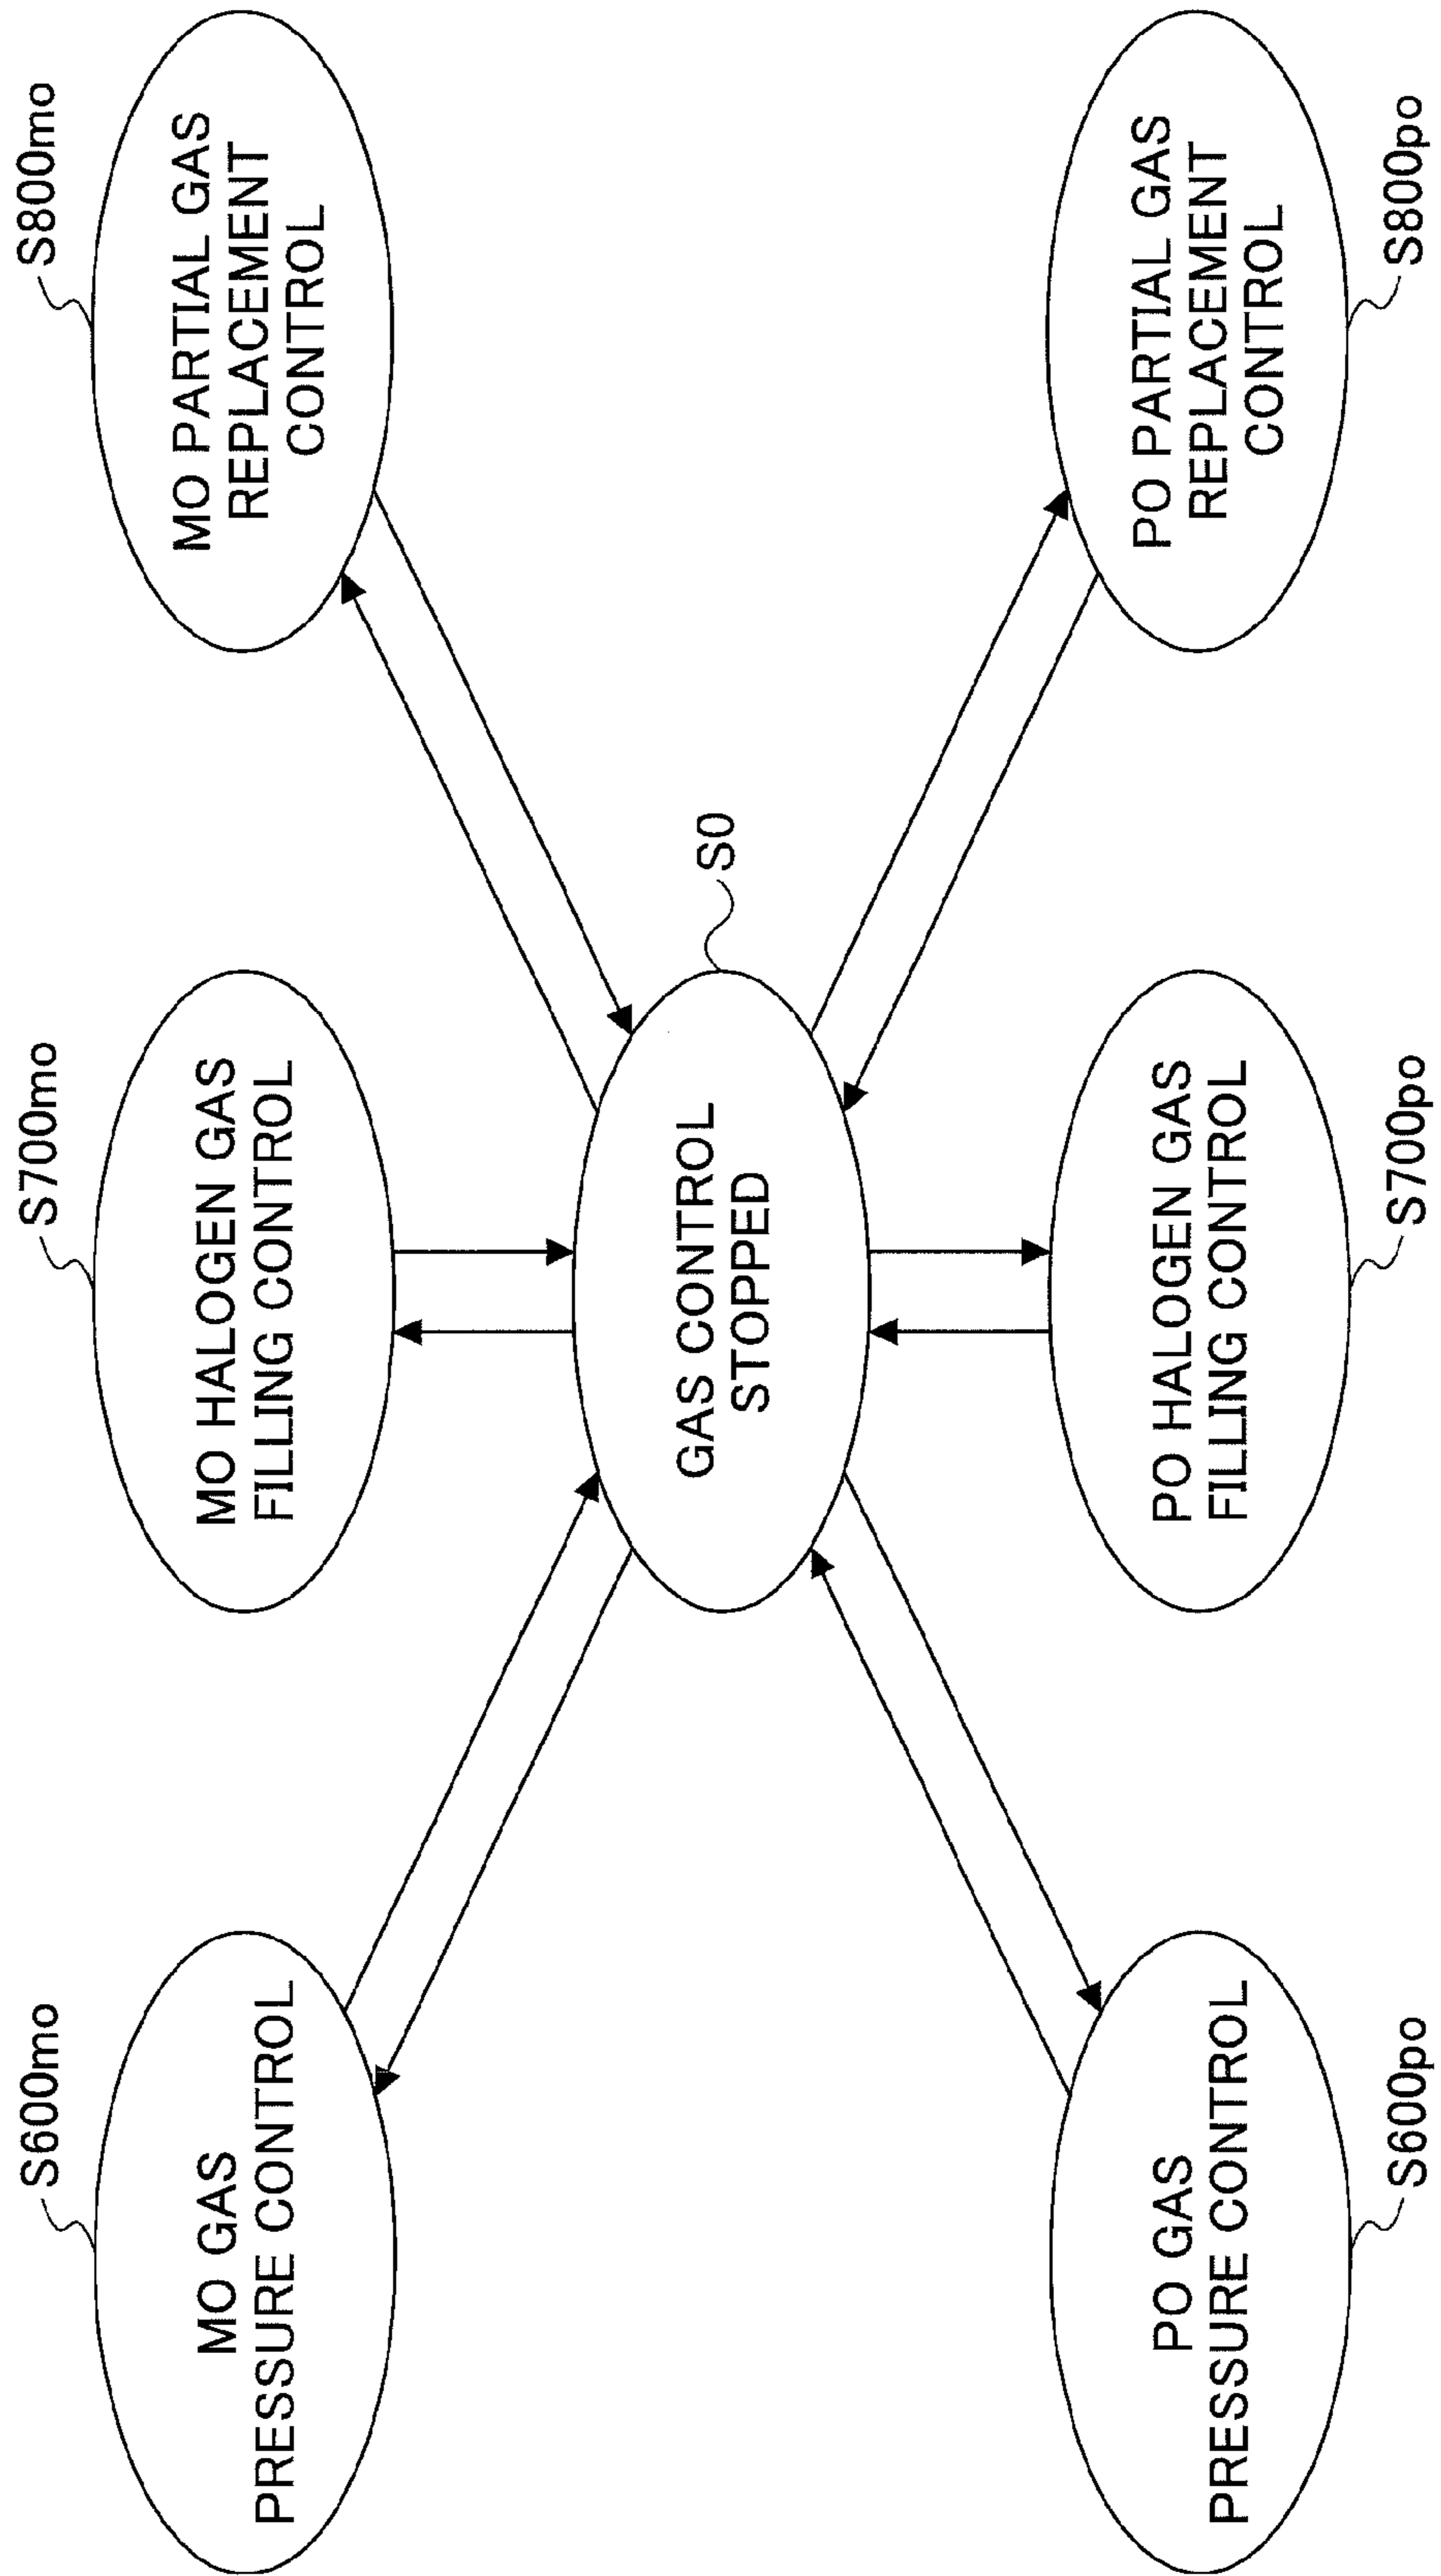 S600mo
MO GAS
PRESSURE CONTROL
S700mo
MO HALOGEN GAS
FILLING CONTROL
S800mo
MO PARTIAL GAS
REPLACEMENT
CONTROL
S0
GAS CONTROL
STOPPED
PO GAS
PRESSURE CONTROL
S600po
PO HALOGEN GAS
FILLING CONTROL
S700po
PO PARTIAL GAS
REPLACEMENT
CONTROL
S800po